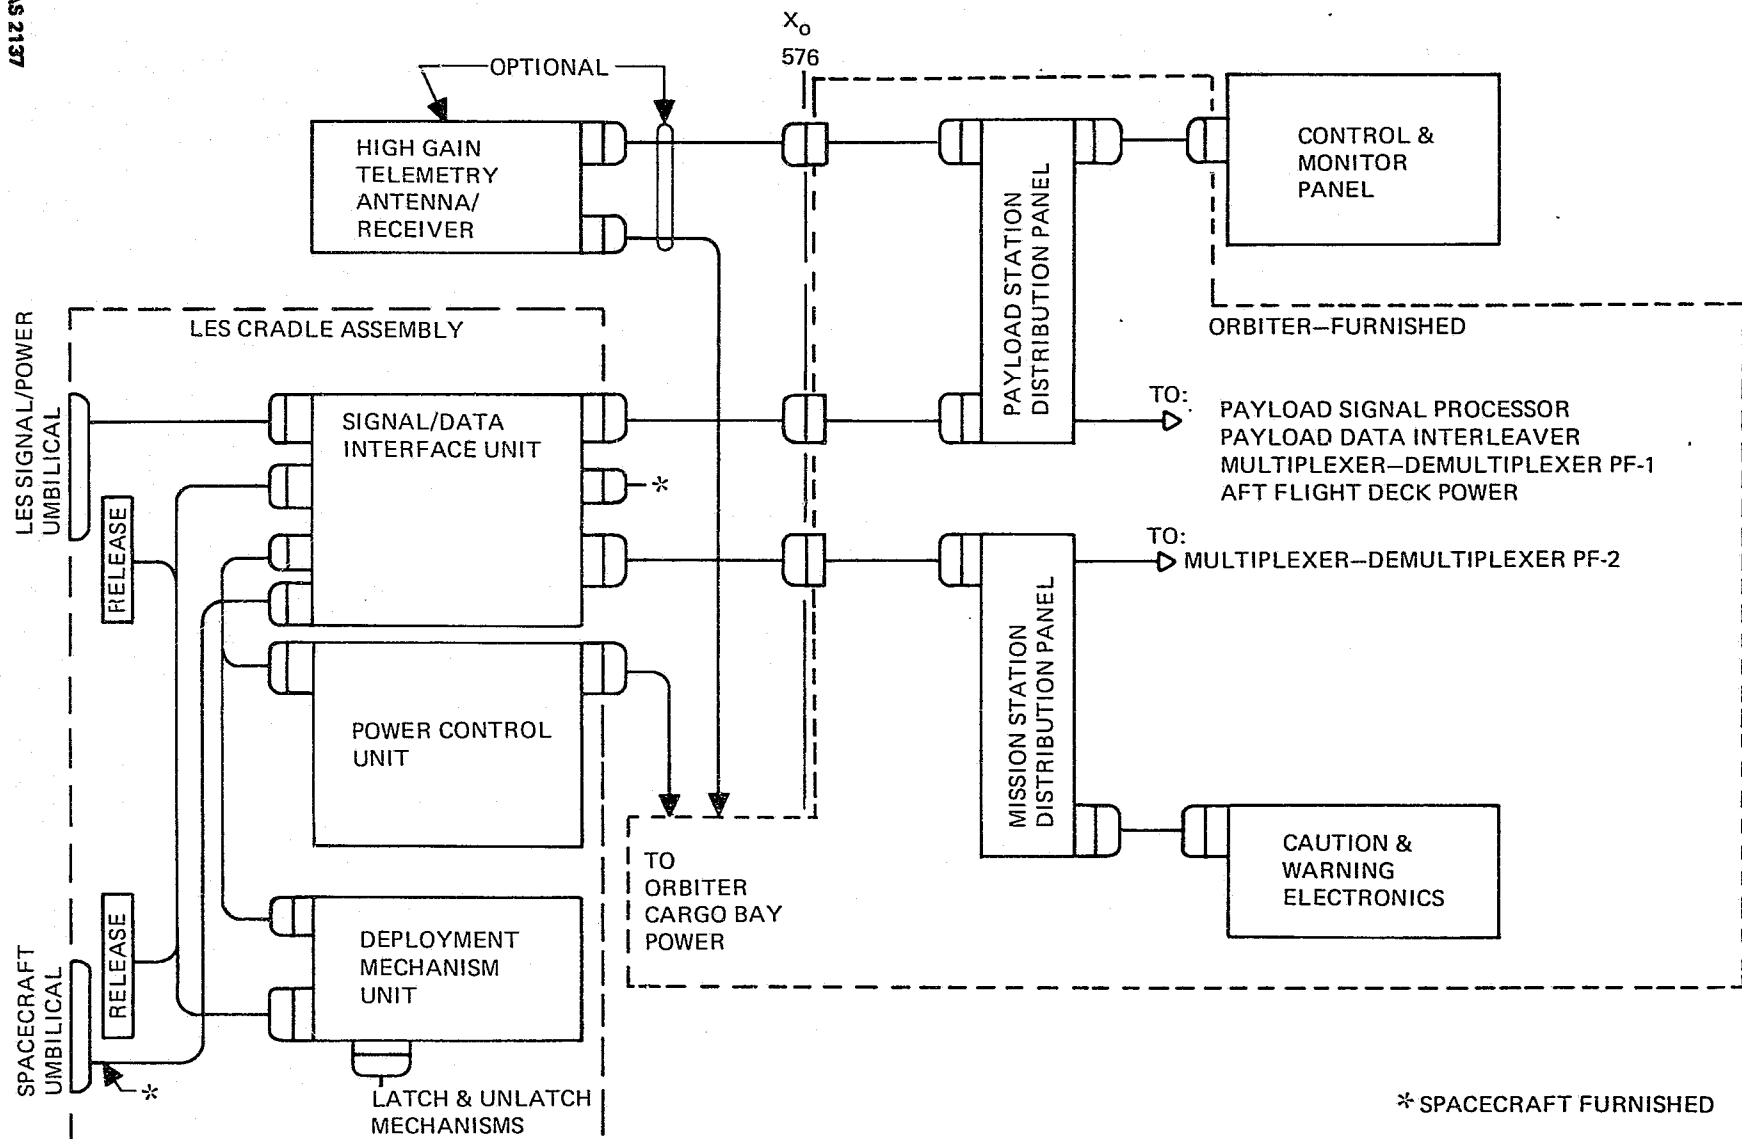 AS 2137
X₀
576
OPTIONAL
HIGH GAIN
TELEMETRY
ANTENNA/
RECEIVER
PAYLOAD STATION
DISTRIBUTION PANEL
CONTROL &
MONITOR
PANEL
ORBITER–FURNISHED
LES CRADLE ASSEMBLY
LES SIGNAL/POWER
UMBILICAL
RELEASE
SIGNAL/DATA
INTERFACE UNIT
*
TO:
PAYLOAD SIGNAL PROCESSOR
PAYLOAD DATA INTERLEAVER
MULTIPLEXER–DEMULTIPLEXER PF-1
AFT FLIGHT DECK POWER
TO:
MULTIPLEXER–DEMULTIPLEXER PF-2
MISSION STATION
DISTRIBUTION PANEL
POWER CONTROL
UNIT
TO
ORBITER
CARGO BAY
POWER
CAUTION &
WARNING
ELECTRONICS
SPACECRAFT
UMBILICAL
RELEASE
DEPLOYMENT
MECHANISM
UNIT
*
LATCH & UNLATCH
MECHANISMS
* SPACECRAFT FURNISHED